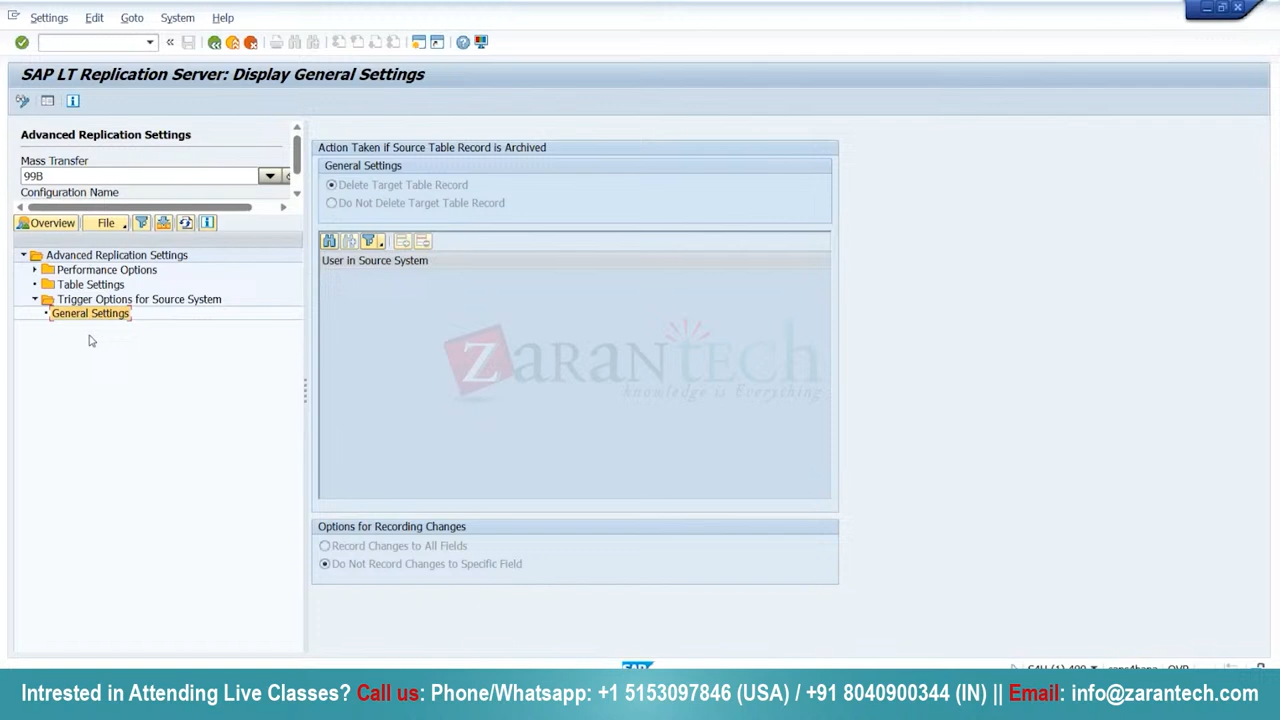 Settings Edit Goto System Help
SAP LT Replication Server: Display General Settings
Advanced Replication Settings
Mass Transfer
99B
Configuration Name
Overview File
Advanced Replication Settings
Performance Options
Table Settings
Trigger Options for Source System
General Settings
Action Taken if Source Table Record is Archived
General Settings
Delete Target Table Record
Do Not Delete Target Table Record
User in Source System
ZaranTech
knowledge is Everything
Options for Recording Changes
Record Changes to All Fields
Do Not Record Changes to Specific Field
SAP
Intrested in Attending Live Classes? Call us: Phone/Whatsapp: +1 5153097846 (USA) / +91 8040900344 (IN) || Email: info@zarantech.com